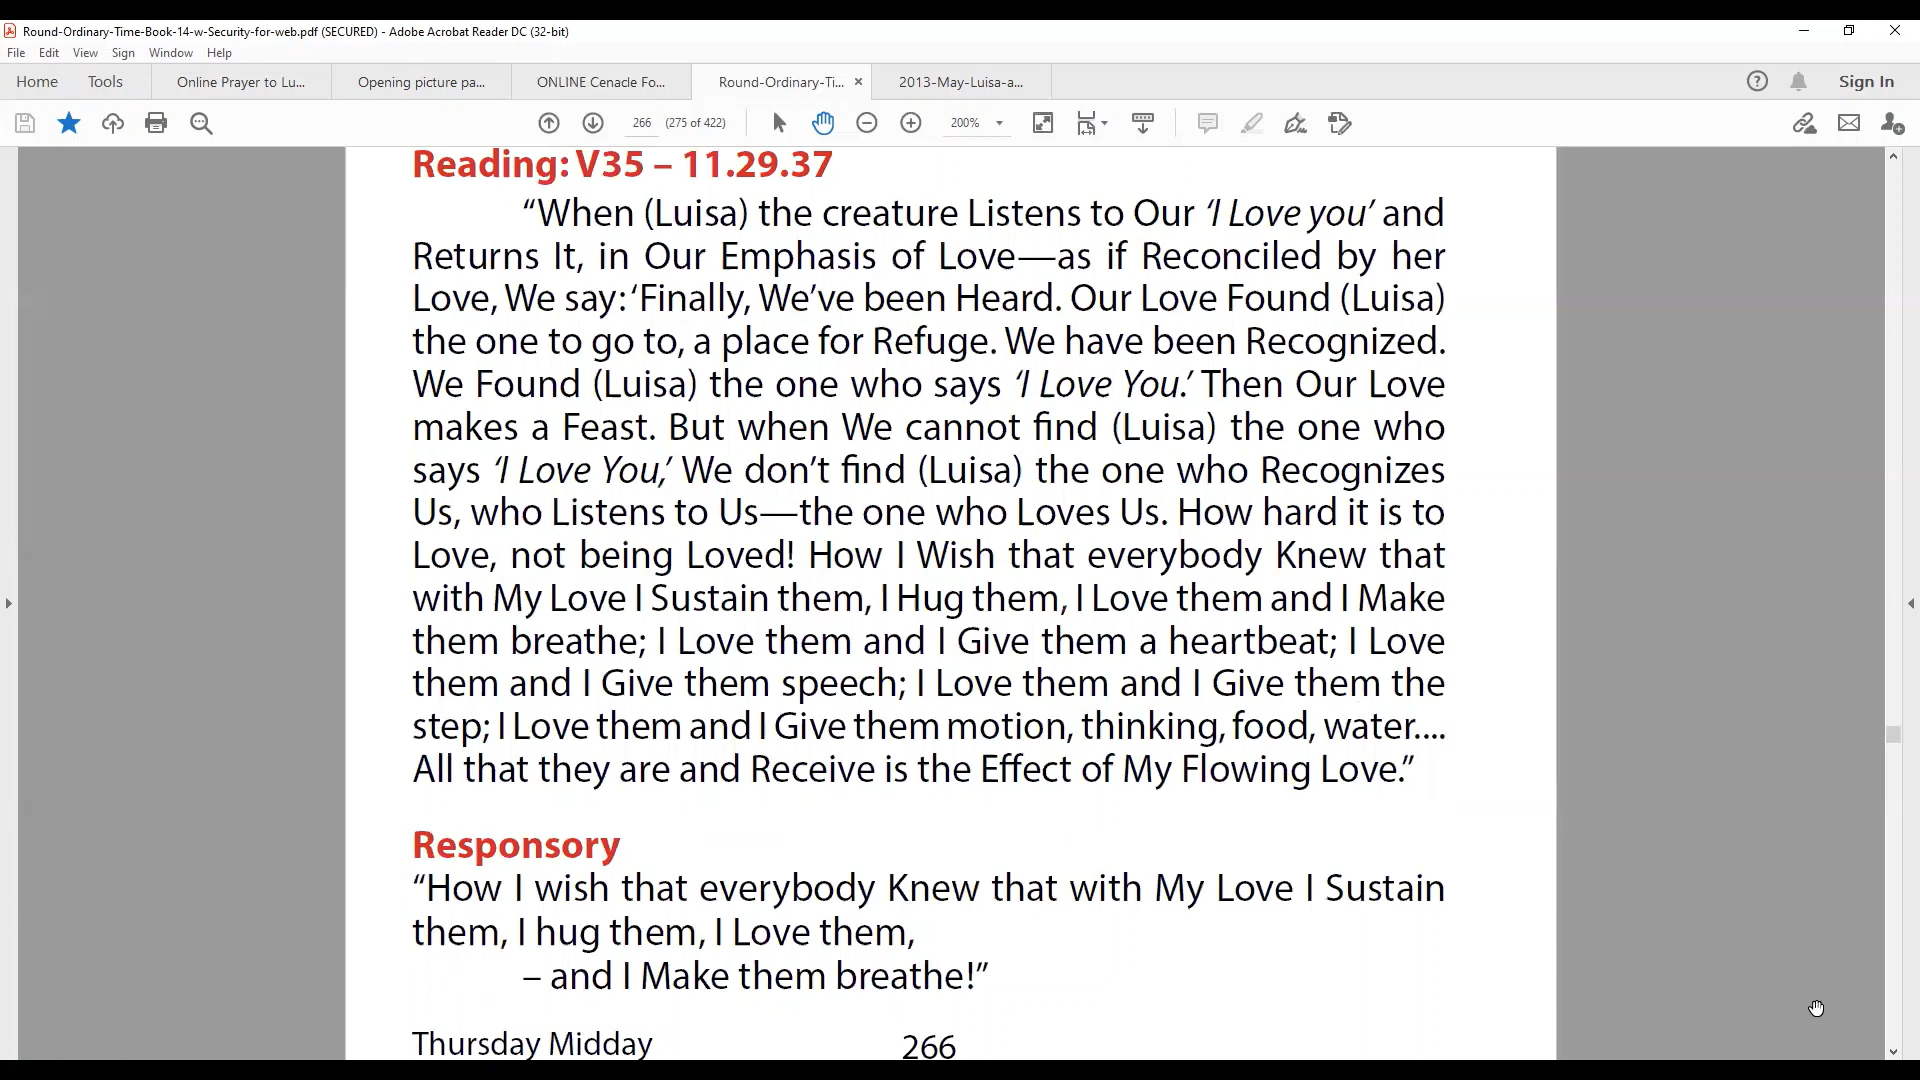 Round-Ordinary-Time-Book-14-w-Security-for-web.pdf (SECURED) - Adobe Acrobat Reader DC (32-bit)
File Edit View Sign Window Help
Home Tools Online Prayer to Lu... Opening picture pa... ONLINE Cenacle Fo... Round-Ordinary-Ti... × 2013-May-Luisa-a... Sign In
266 (275 of 422) 200%
Reading: V35 – 11.29.37
“When (Luisa) the creature Listens to Our ‘I Love you’ and
Returns It, in Our Emphasis of Love—as if Reconciled by her
Love, We say: ‘Finally, We’ve been Heard. Our Love Found (Luisa)
the one to go to, a place for Refuge. We have been Recognized.
We Found (Luisa) the one who says ‘I Love You.’ Then Our Love
makes a Feast. But when We cannot find (Luisa) the one who
says ‘I Love You,’ We don’t find (Luisa) the one who Recognizes
Us, who Listens to Us—the one who Loves Us. How hard it is to
Love, not being Loved! How I Wish that everybody Knew that
with My Love I Sustain them, I Hug them, I Love them and I Make
them breathe; I Love them and I Give them a heartbeat; I Love
them and I Give them speech; I Love them and I Give them the
step; I Love them and I Give them motion, thinking, food, water....
All that they are and Receive is the Effect of My Flowing Love.”
Responsory
“How I wish that everybody Knew that with My Love I Sustain
them, I hug them, I Love them,
– and I Make them breathe!”
Thursday Midday 266